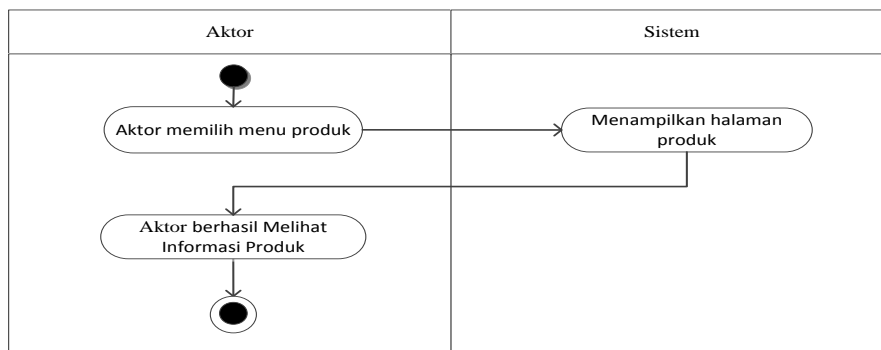 Aktor
Sistem
Aktor memilih menu produk
Menampilkan halaman
produk
Aktor berhasil Melihat
Informasi Produk